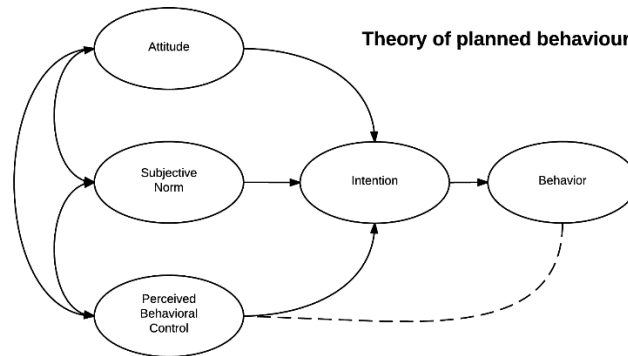 Theory of planned behaviour
Attitude
Subjective
Norm
Intention
Behavior
Perceived
Behavioral
Control